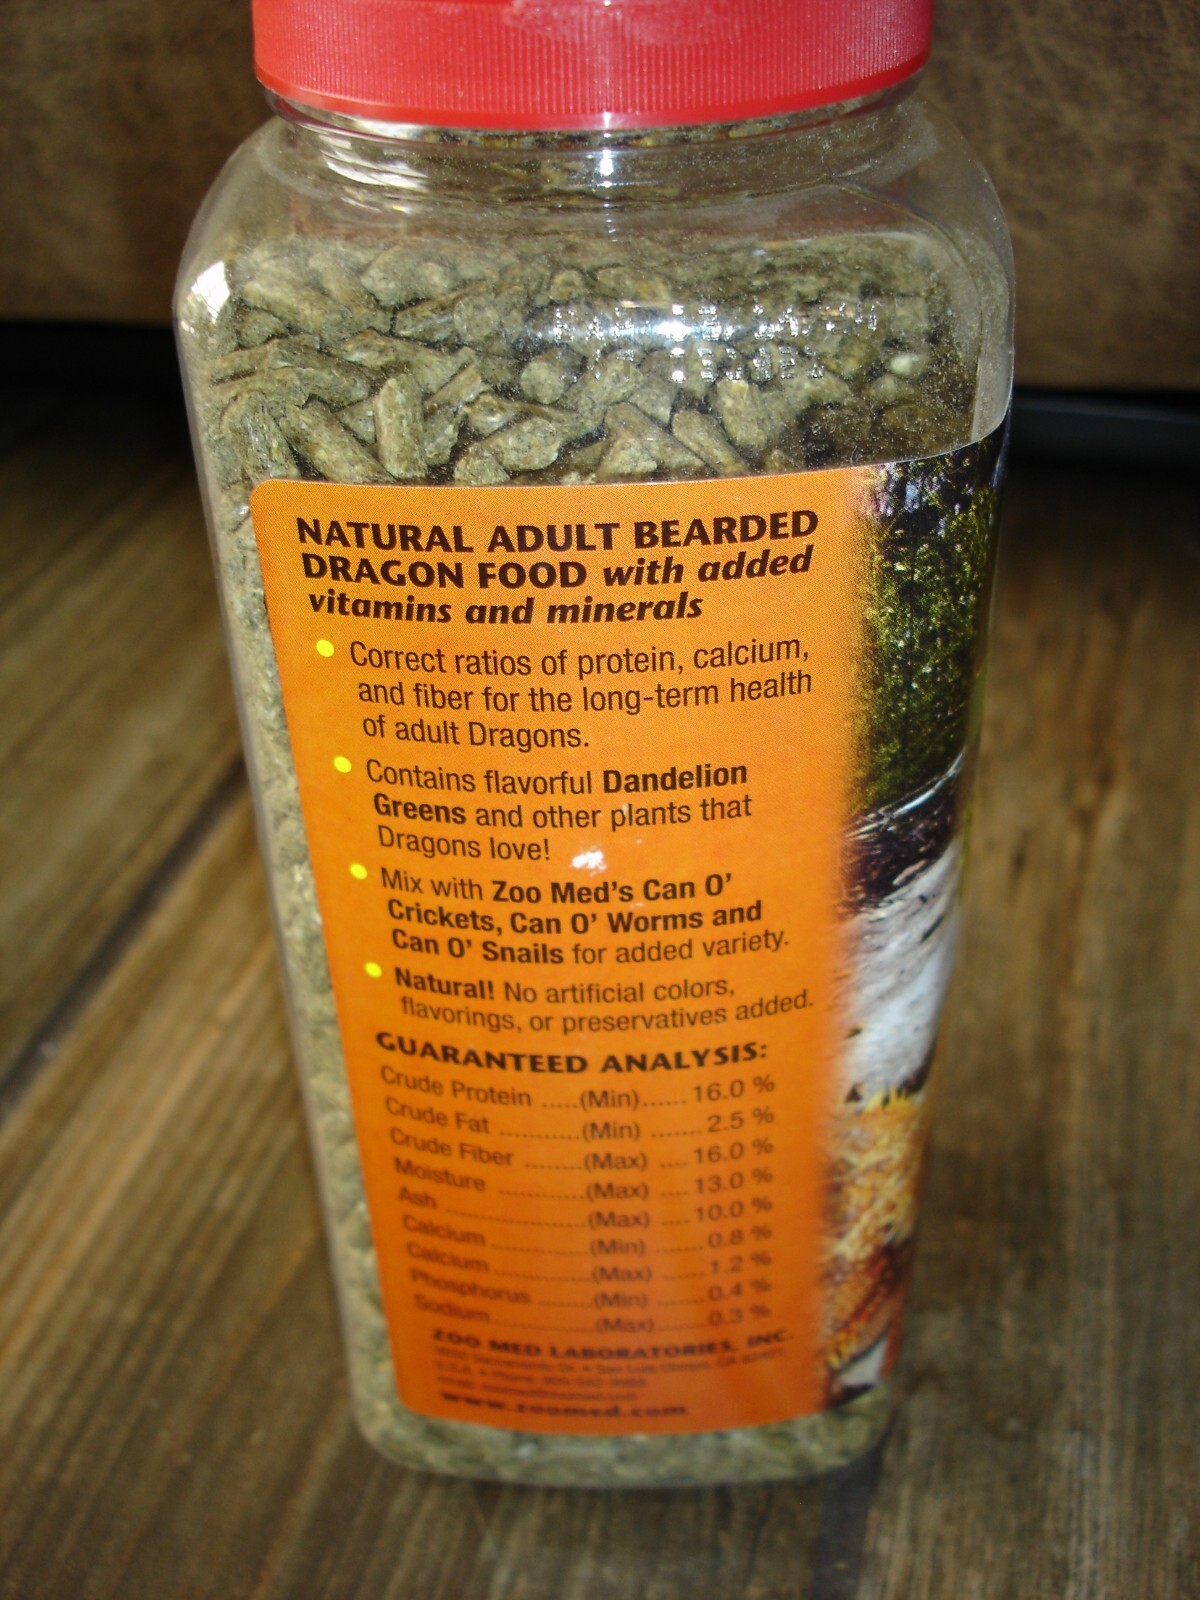 NATURAL ADULT BEARDED
DRAGON FOOD with added
vitamins and minerals
Correct ratios of protein, calcium,
and fiber for the long-term health
of adult Dragons.
Contains flavorful Dandelion
Greens and other plants that
Dragons love!
Mix with Zoo Med's Can O'
Crickets, Can O' Worms and
Can O' Snails for added variety.
Natural! No artificial colors,
flavorings, or preservatives added.
GUARANTEED ANALYSIS:
Crude Protein .....(Min)...... 16.0 %
Crude Fat ...........(Min) ....... 2.5 %
Crude Fiber ........(Max) .... 16.0 %
Moisture ............(Max) .... 13.0 %
Ash ....................(Max) .... 10.0 %
Calcium .............(Min) ....... 0.8 %
Calcium .............(Max) ...... 1.2 %
Phosphorus ........(Min) ....... 0.4 %
Sodium ..............(Max) ....... 0.3 %
ZOO MED LABORATORIES, INC.
www.zoomed.com